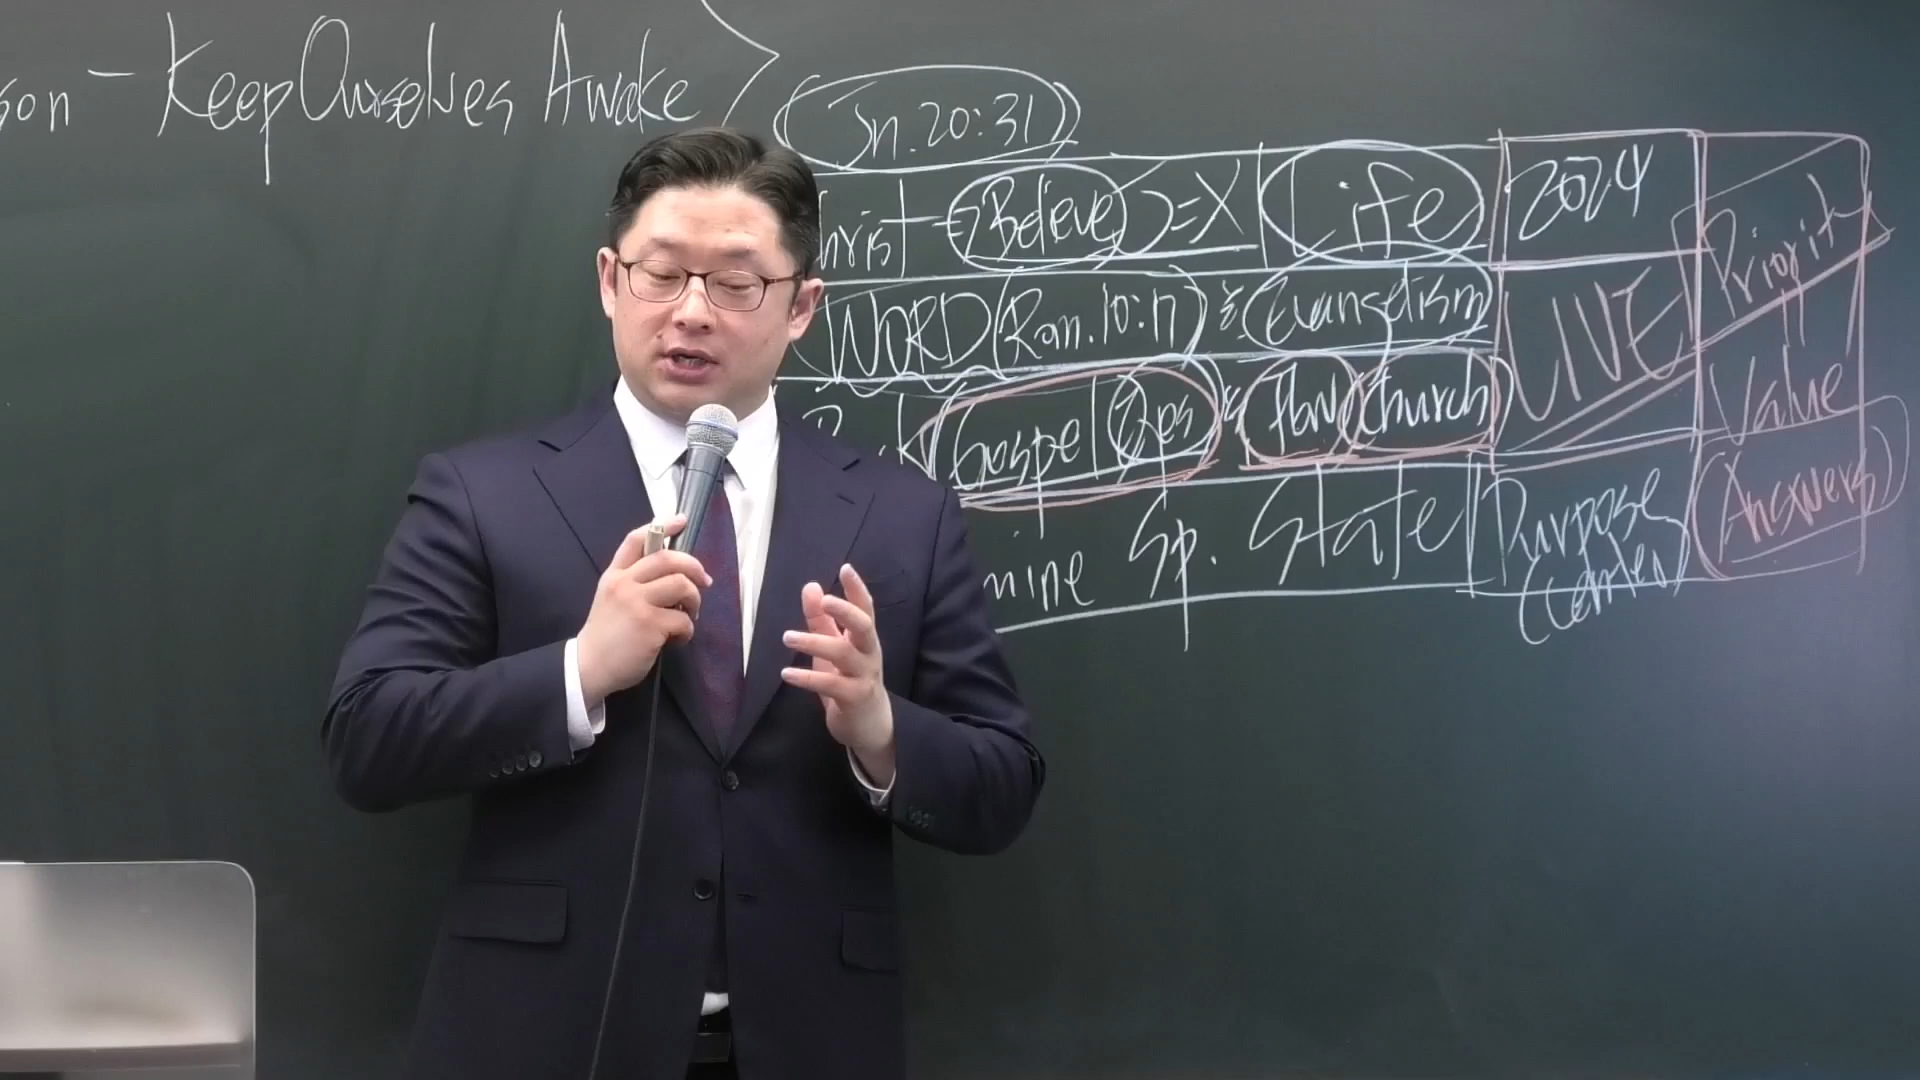 son - Keep Ourselves Awake
(Jn. 20:31)
hrist - Believe ) = X | Life | 2024 | Priority
WORD (Rom. 10:17) Evangelism | LIVE | Value
Gospel Eyes Flow Church
mine Sp. State | Purpose (Center) | (Answers)